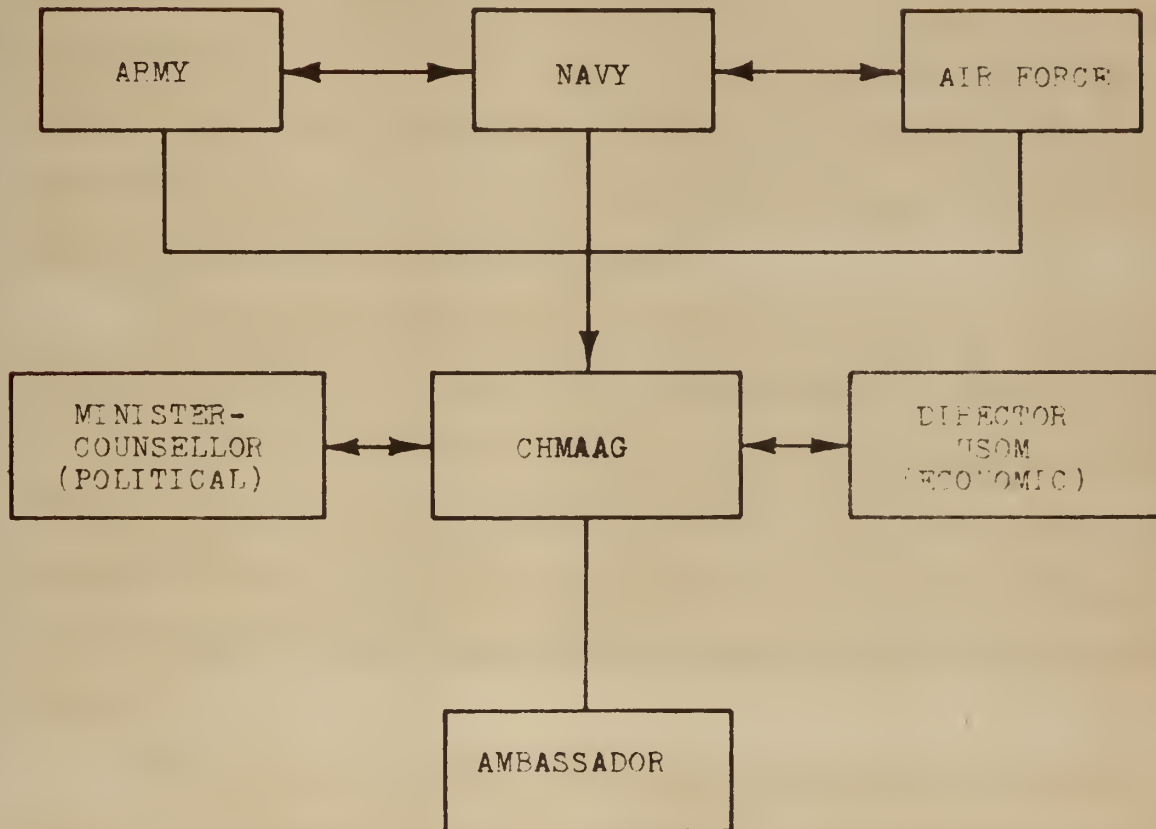 ARMY
NAVY
AIR FORCE
MINISTER-
COUNSELLOR
(POLITICAL)
CHMAAG
DIRECTOR
USOM
(ECONOMIC)
AMBASSADOR